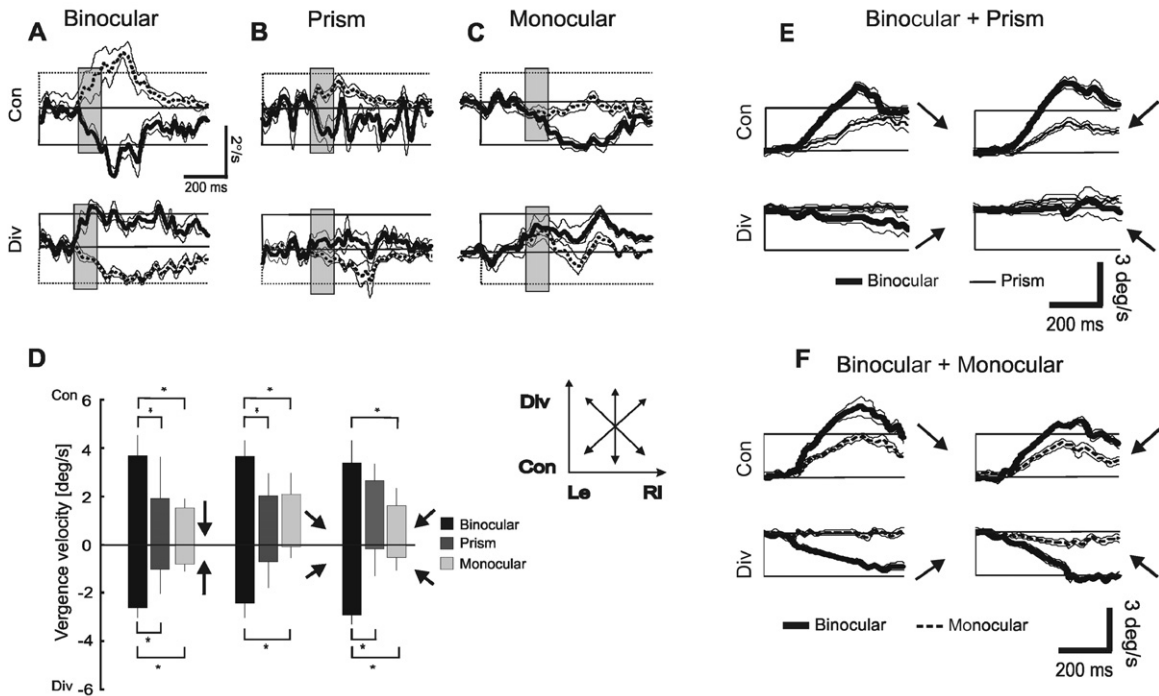 A
Binocular
B
Prism
C
Monocular
Con
2°/s
200 ms
Div
D
Con
6
4
2
0
-2
-4
-6
Div
Vergence velocity [deg/s]
* * * * *
* * * * *
Binocular
Prism
Monocular
Div
Con
Le
RI
E
Binocular + Prism
Con
Div
Binocular
Prism
3 deg/s
200 ms
F
Binocular + Monocular
Con
Div
Binocular
Monocular
3 deg/s
200 ms